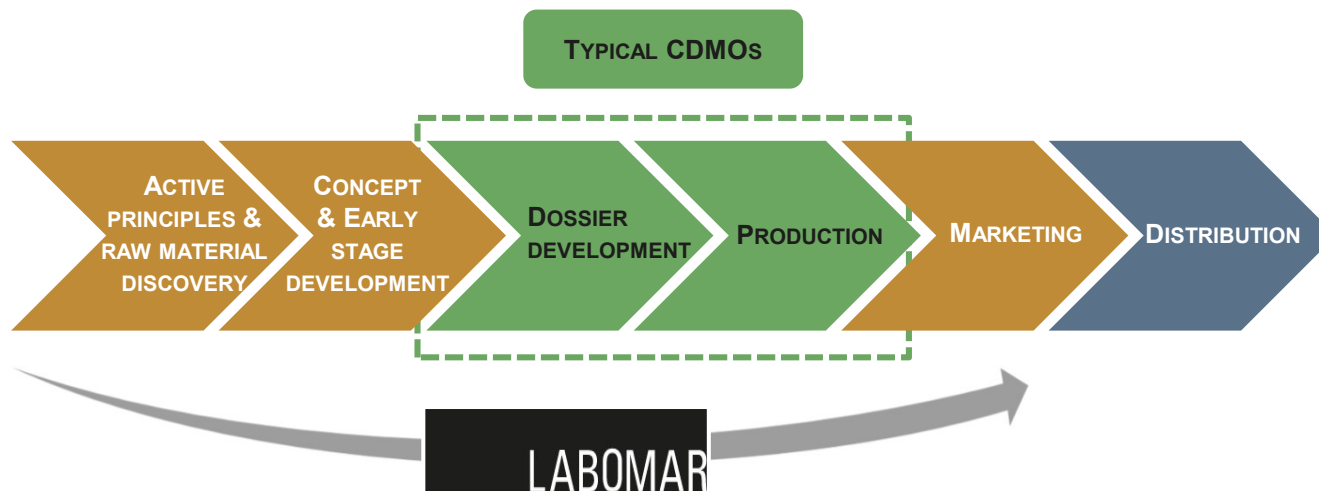 TYPICAL CDMOS
ACTIVE
PRINCIPLES &
RAW MATERIAL
DISCOVERY
CONCEPT
& EARLY
STAGE
DEVELOPMENT
DOSSIER
DEVELOPMENT
PRODUCTION
MARKETING
DISTRIBUTION
LABOMAR